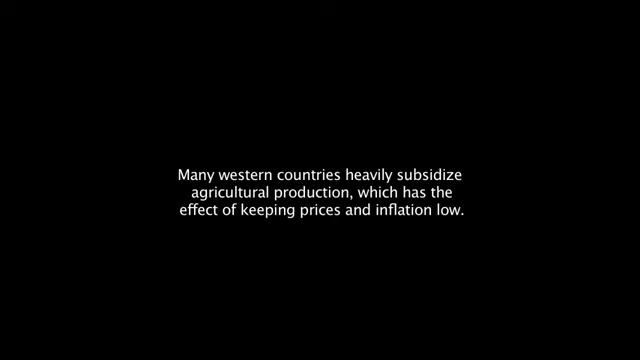 Many western countries heavily subsidize
agricultural production, which has the
effect of keeping prices and inflation low.